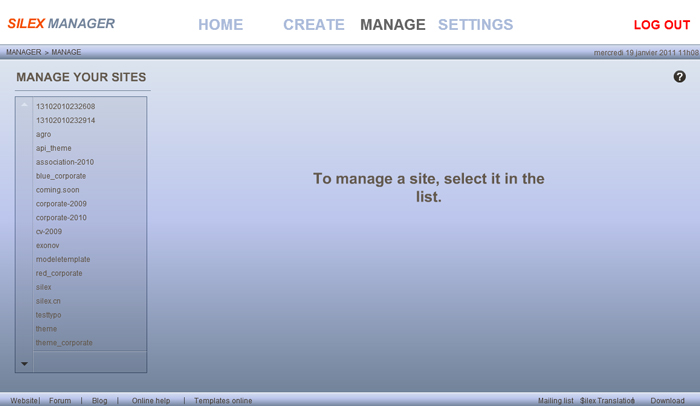 SILEX MANAGER
HOME CREATE MANAGE SETTINGS
LOG OUT
MANAGER > MANAGE
mercredi 19 janvier 2011 11h08
MANAGE YOUR SITES
?
13102010232608
13102010232914
agro
api_theme
association-2010
blue_corporate
coming.soon
corporate-2009
corporate-2010
cv-2009
exonov
modeletemplate
red_corporate
silex
silex.cn
testtypo
theme
theme_corporate
To manage a site, select it in the
list.
Website| Forum | Blog | Online help | Templates online
Mailing list Silex Translation| Download